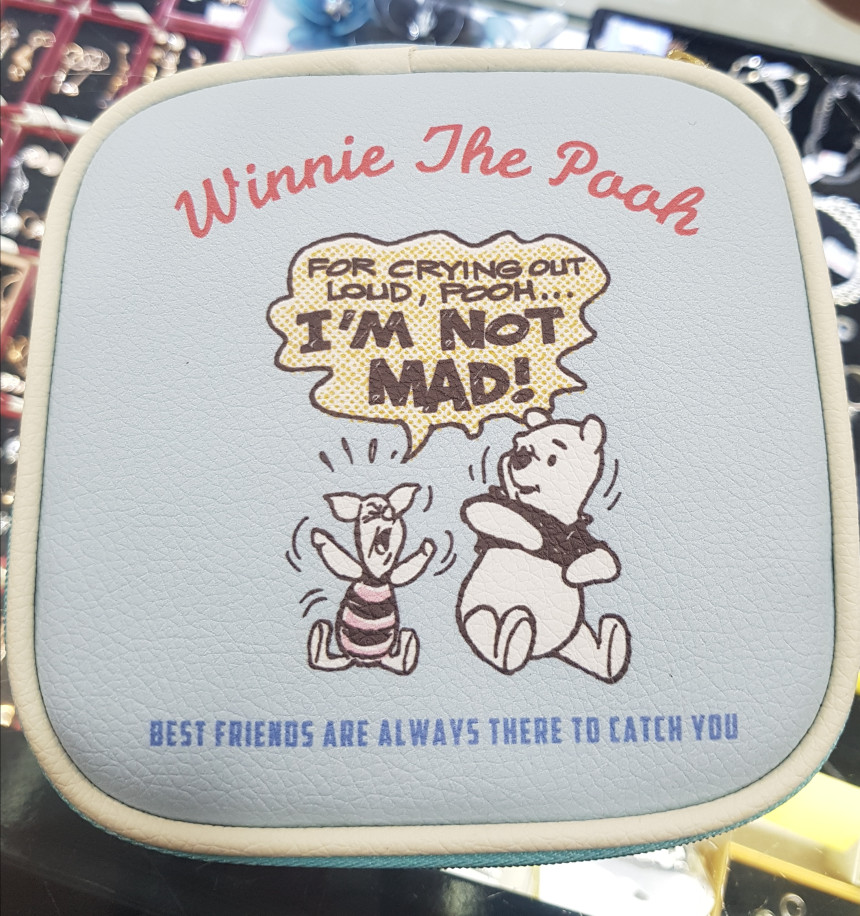 Winnie The Pooh
FOR CRYING OUT
LOUD, POOH...
I'M NOT
MAD!
BEST FRIENDS ARE ALWAYS THERE TO CATCH YOU